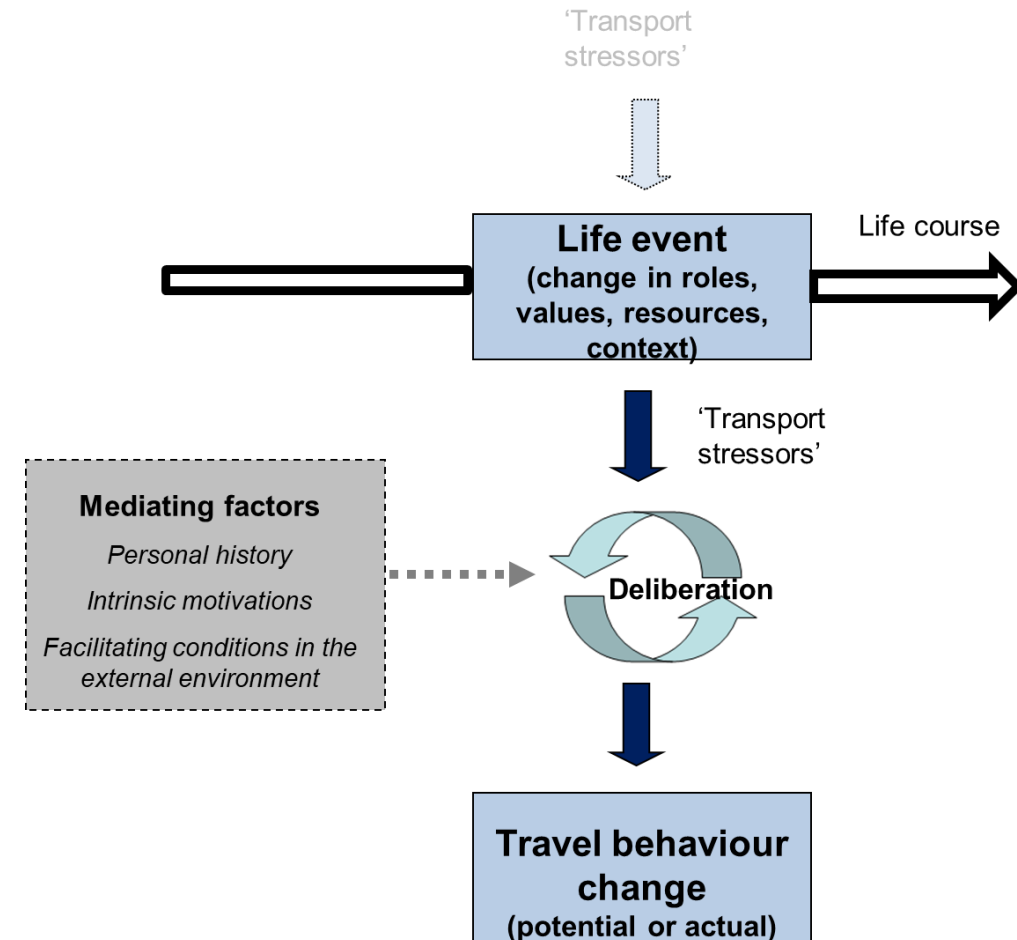 ‘Transport
stressors’
Life event
(change in roles,
values, resources,
context)
Life course
‘Transport
stressors’
Mediating factors
Personal history
Intrinsic motivations
Facilitating conditions in the
external environment
Deliberation
Travel behaviour
change
(potential or actual)